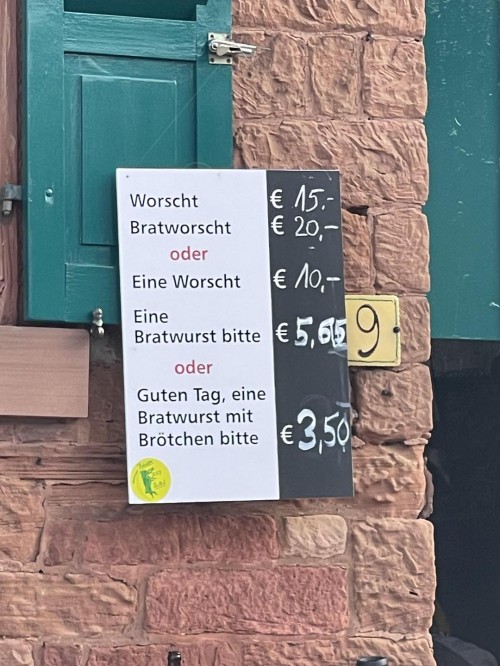 Worscht € 15,-
Bratworscht € 20,-
oder
Eine Worscht € 10,-
Eine
Bratwurst bitte € 5,65
oder
Guten Tag, eine
Bratwurst mit
Brötchen bitte € 3,50
9